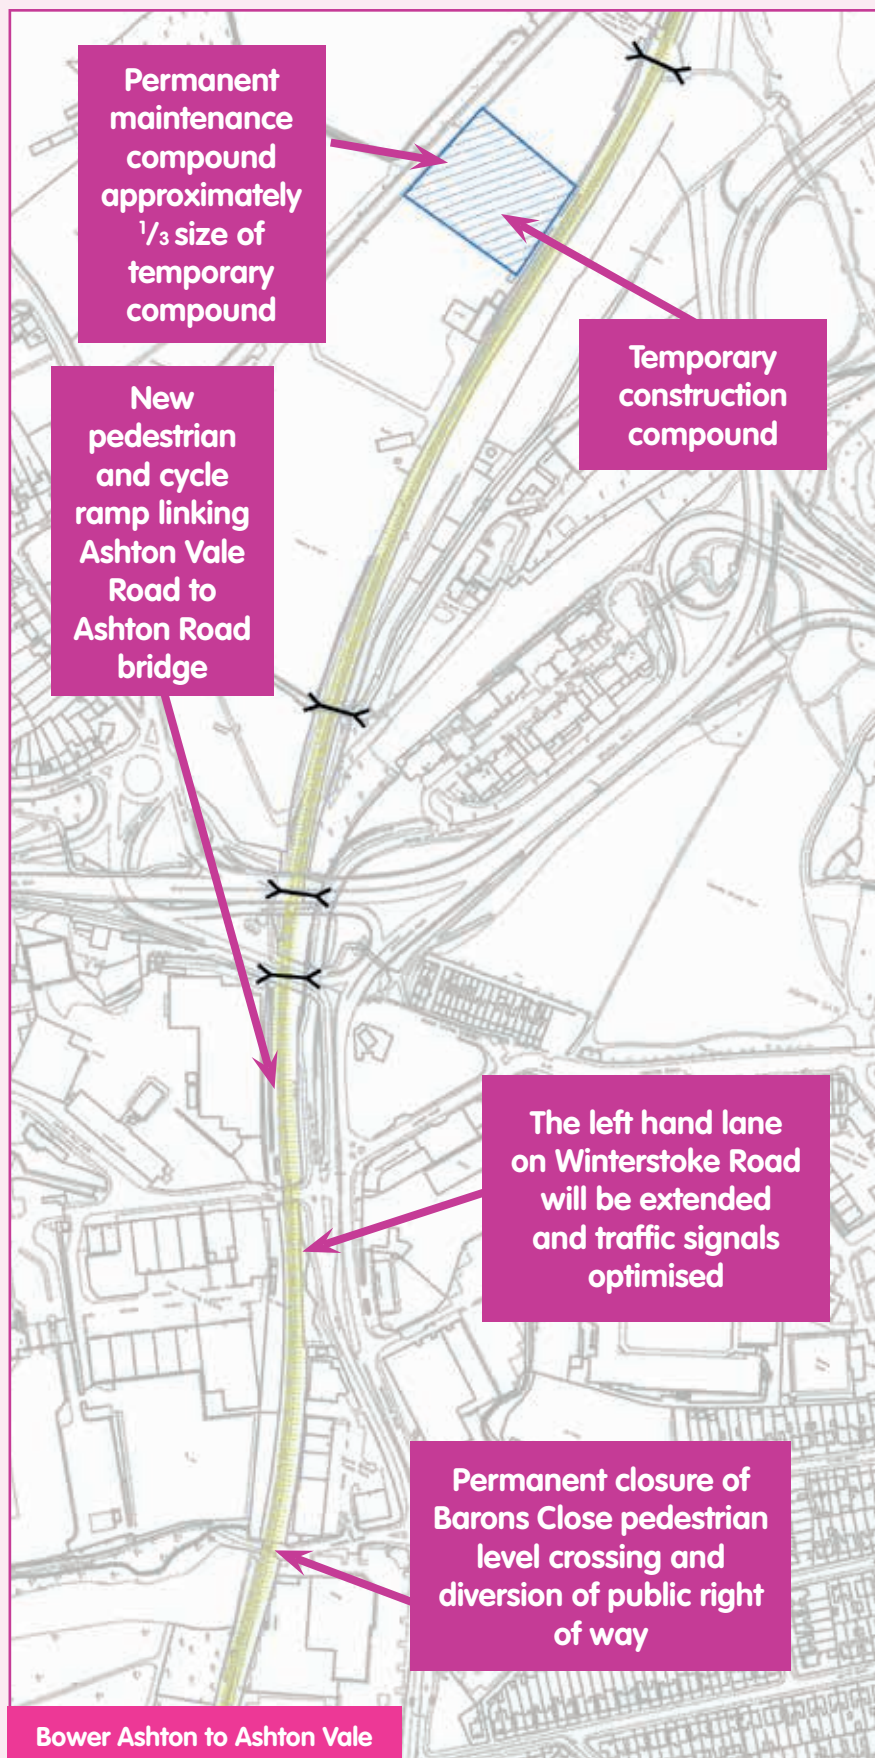 Permanent
maintenance
compound
approximately
1/3 size of
temporary
compound
Temporary
construction
compound
New
pedestrian
and cycle
ramp linking
Ashton Vale
Road to
Ashton Road
bridge
The left hand lane
on Winterstoke Road
will be extended
and traffic signals
optimised
Permanent closure of
Barons Close pedestrian
level crossing and
diversion of public right
of way
Bower Ashton to Ashton Vale